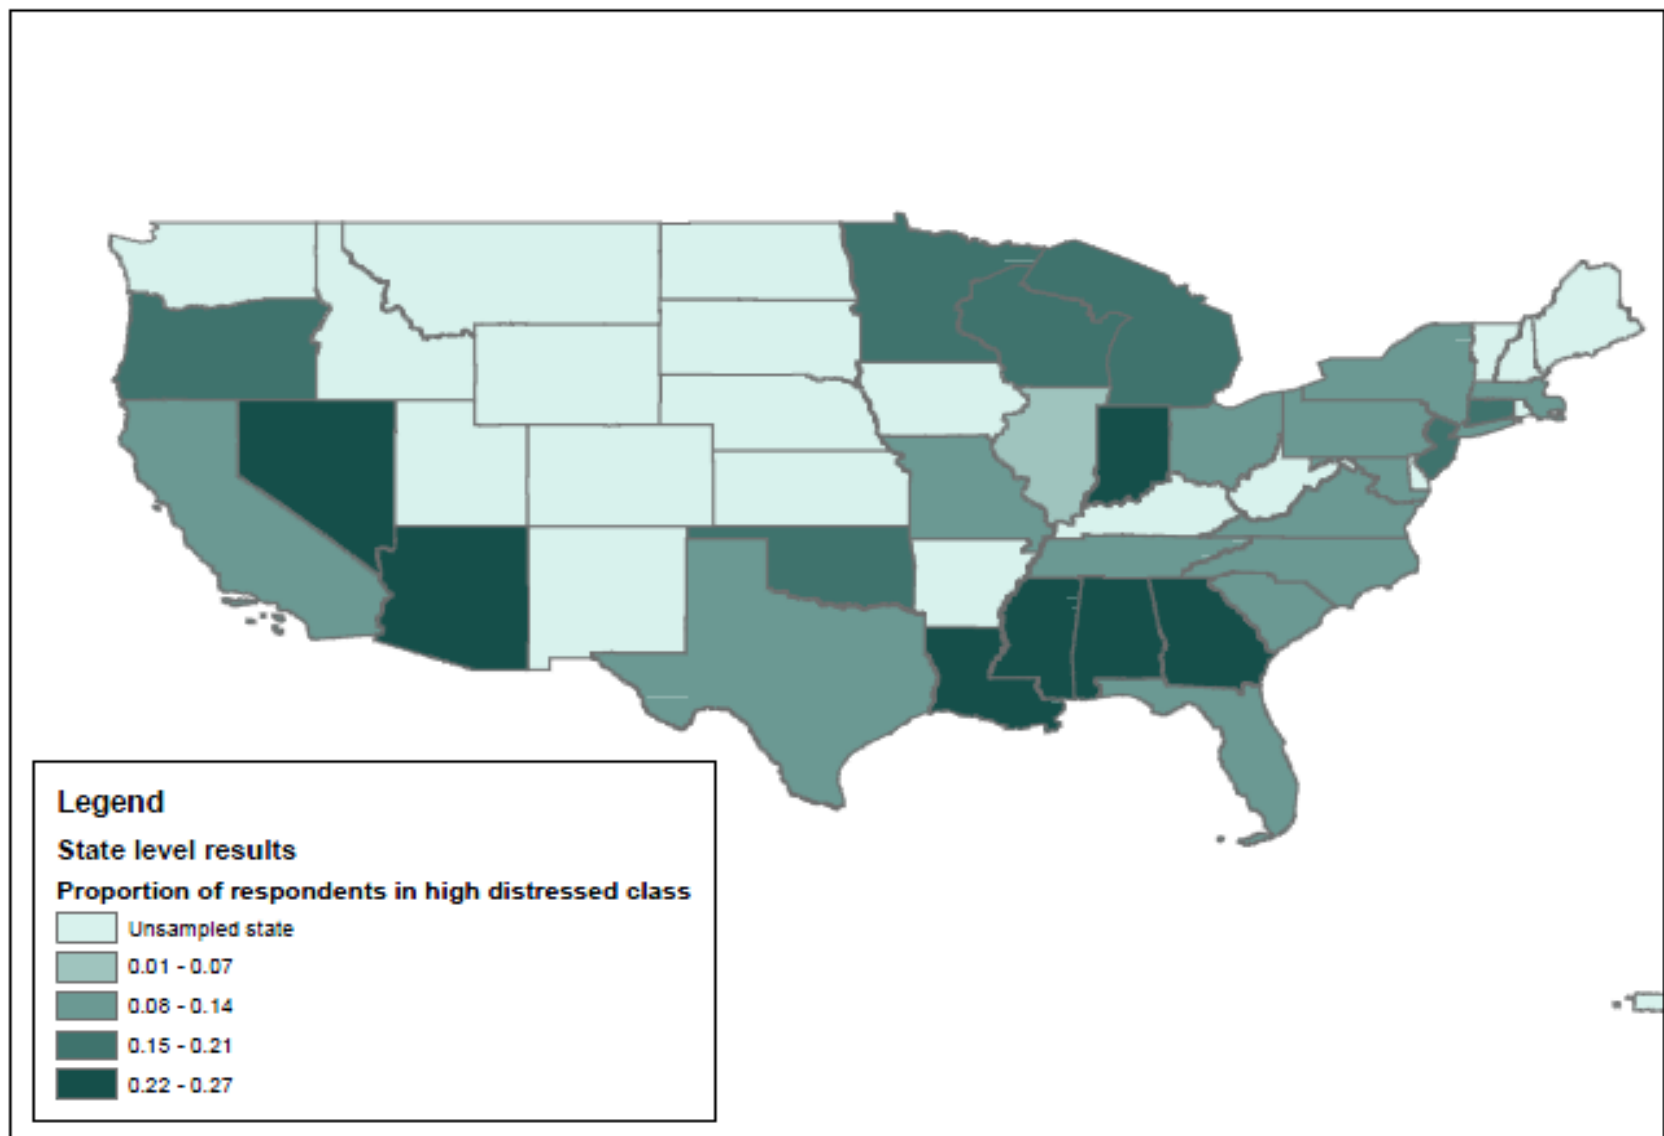 Legend
State level results
Proportion of respondents in high distressed class
Unsampled state
0.01 - 0.07
0.08 - 0.14
0.15 - 0.21
0.22 - 0.27